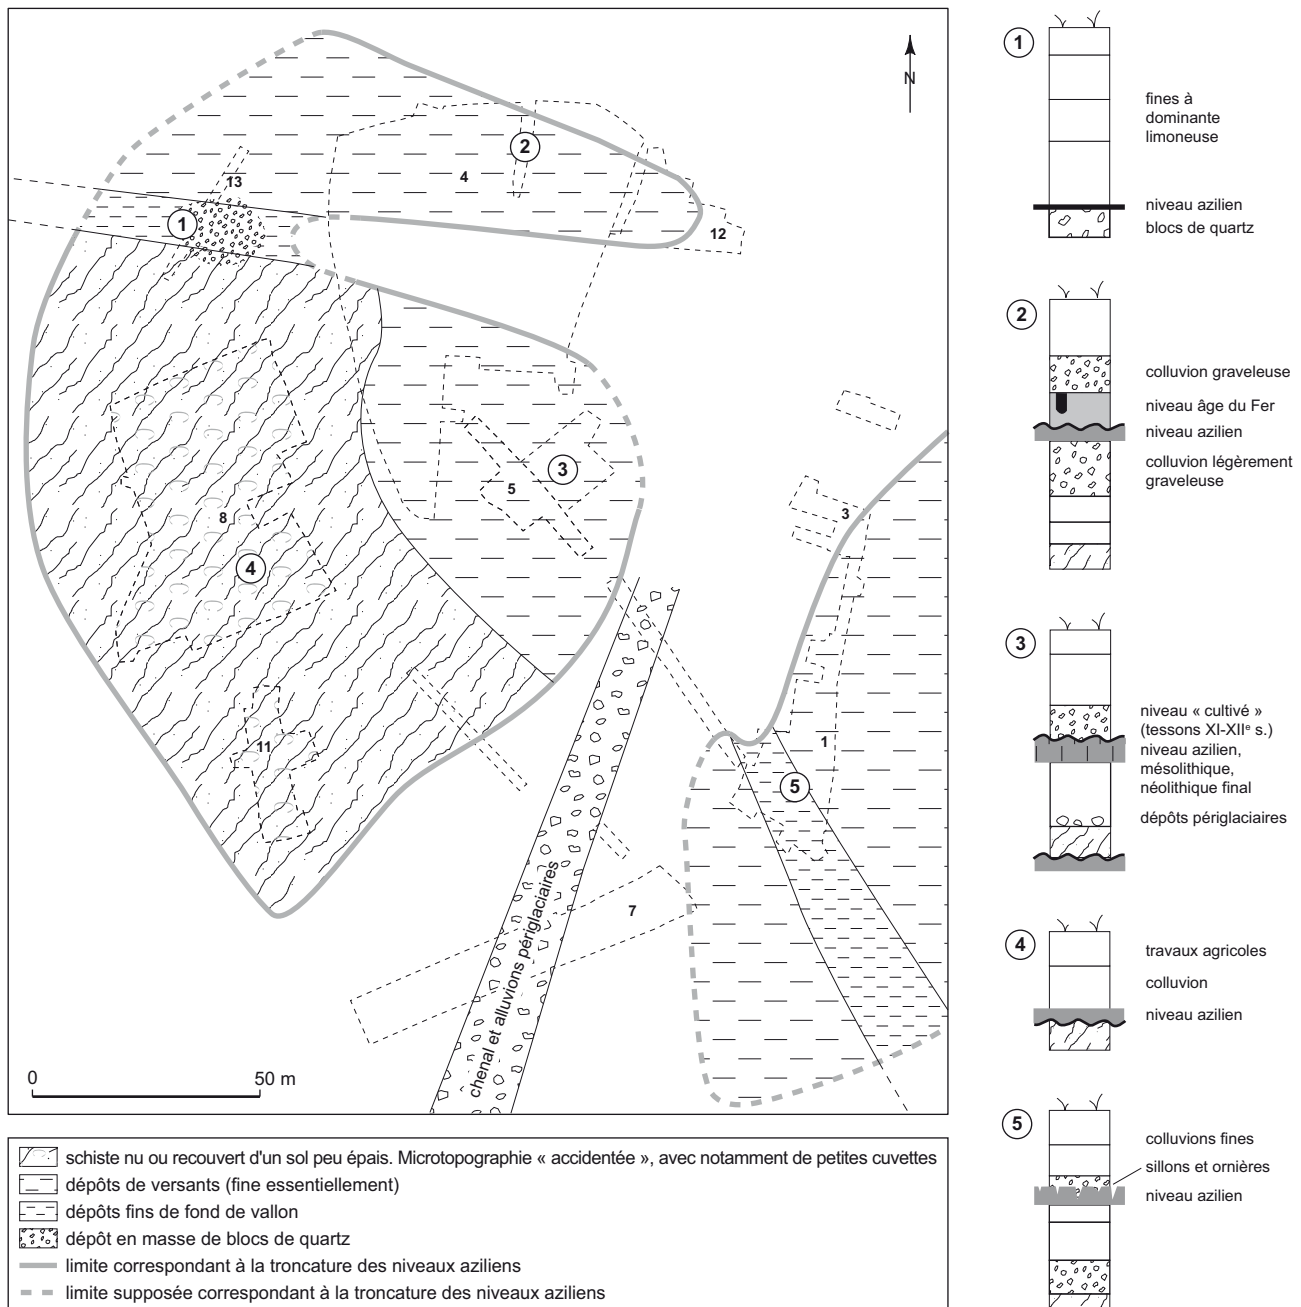 N
13
1
4
2
12
5
3
8
4
3
11
1
5
7
chenal et alluvions périglaciaires
0 50 m
schiste nu ou recouvert d'un sol peu épais. Microtopographie « accidentée », avec notamment de petites cuvettes
dépôts de versants (fine essentiellement)
dépôts fins de fond de vallon
dépôt en masse de blocs de quartz
limite correspondant à la troncature des niveaux aziliens
limite supposée correspondant à la troncature des niveaux aziliens
1
fines à
dominante
limoneuse
niveau azilien
blocs de quartz
2
colluvion graveleuse
niveau âge du Fer
niveau azilien
colluvion légèrement
graveleuse
3
niveau « cultivé »
(tessons XI-XIIe s.)
niveau azilien,
mésolithique,
néolithique final
dépôts périglaciaires
4
travaux agricoles
colluvion
niveau azilien
5
colluvions fines
sillons et ornières
niveau azilien